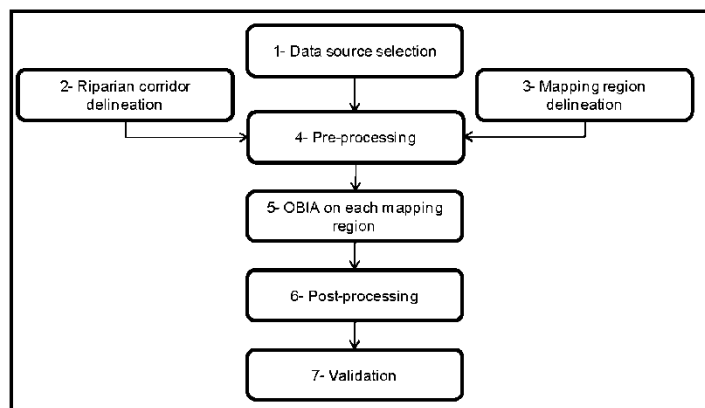 1- Data source selection
2- Riparian corridor
delineation
3- Mapping region
delineation
4- Pre-processing
5- OBIA on each mapping
region
6- Post-processing
7- Validation